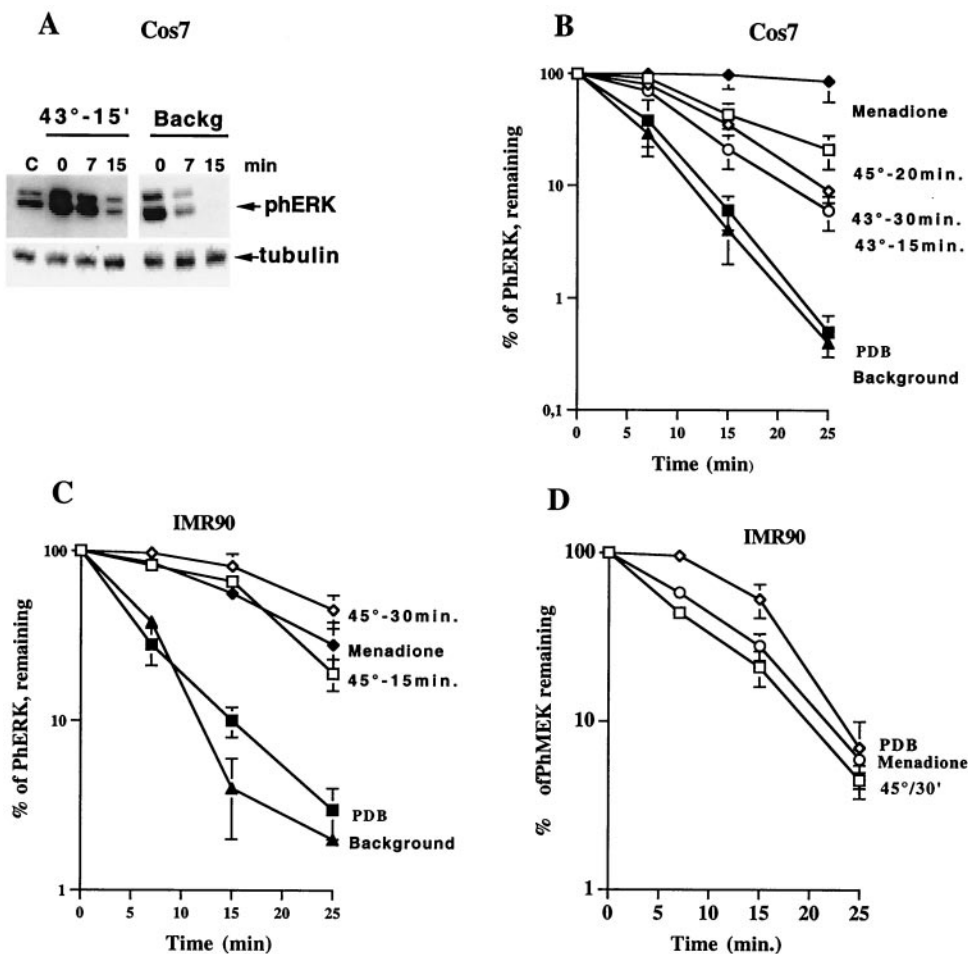 A
Cos7
43°-15' Backg
C 0 7 15 0 7 15 min
phERK
tubulin
B
Cos7
% of PhERK, remaining
100
10
1
0,1
0 5 10 15 20 25
Time (min)
Menadione
45°-20min.
43°-30min.
43°-15min.
PDB
Background
C
IMR90
% of PhERK, remaining
100
10
1
0 5 10 15 20 25
Time (min)
45°-30min.
Menadione
45°-15min.
PDB
Background
D
IMR90
% ofPhMEK remaining
100
10
1
0 5 10 15 20 25
Time (min.)
PDB
Menadione
45°/30'